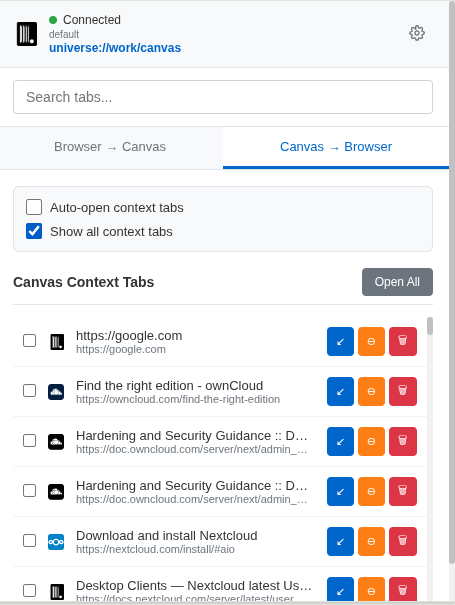 Connected
default
universe://work/canvas
Search tabs...
Browser → Canvas
Canvas → Browser
Auto-open context tabs
Show all context tabs
Canvas Context Tabs
Open All
https://google.com
https://google.com
Find the right edition - ownCloud
https://owncloud.com/find-the-right-edition
Hardening and Security Guidance :: D…
https://doc.owncloud.com/server/next/admin_…
Hardening and Security Guidance :: D…
https://doc.owncloud.com/server/next/admin_…
Download and install Nextcloud
https://nextcloud.com/install/#aio
Desktop Clients — Nextcloud latest Us…
https://docs.nextcloud.com/server/latest/user_…